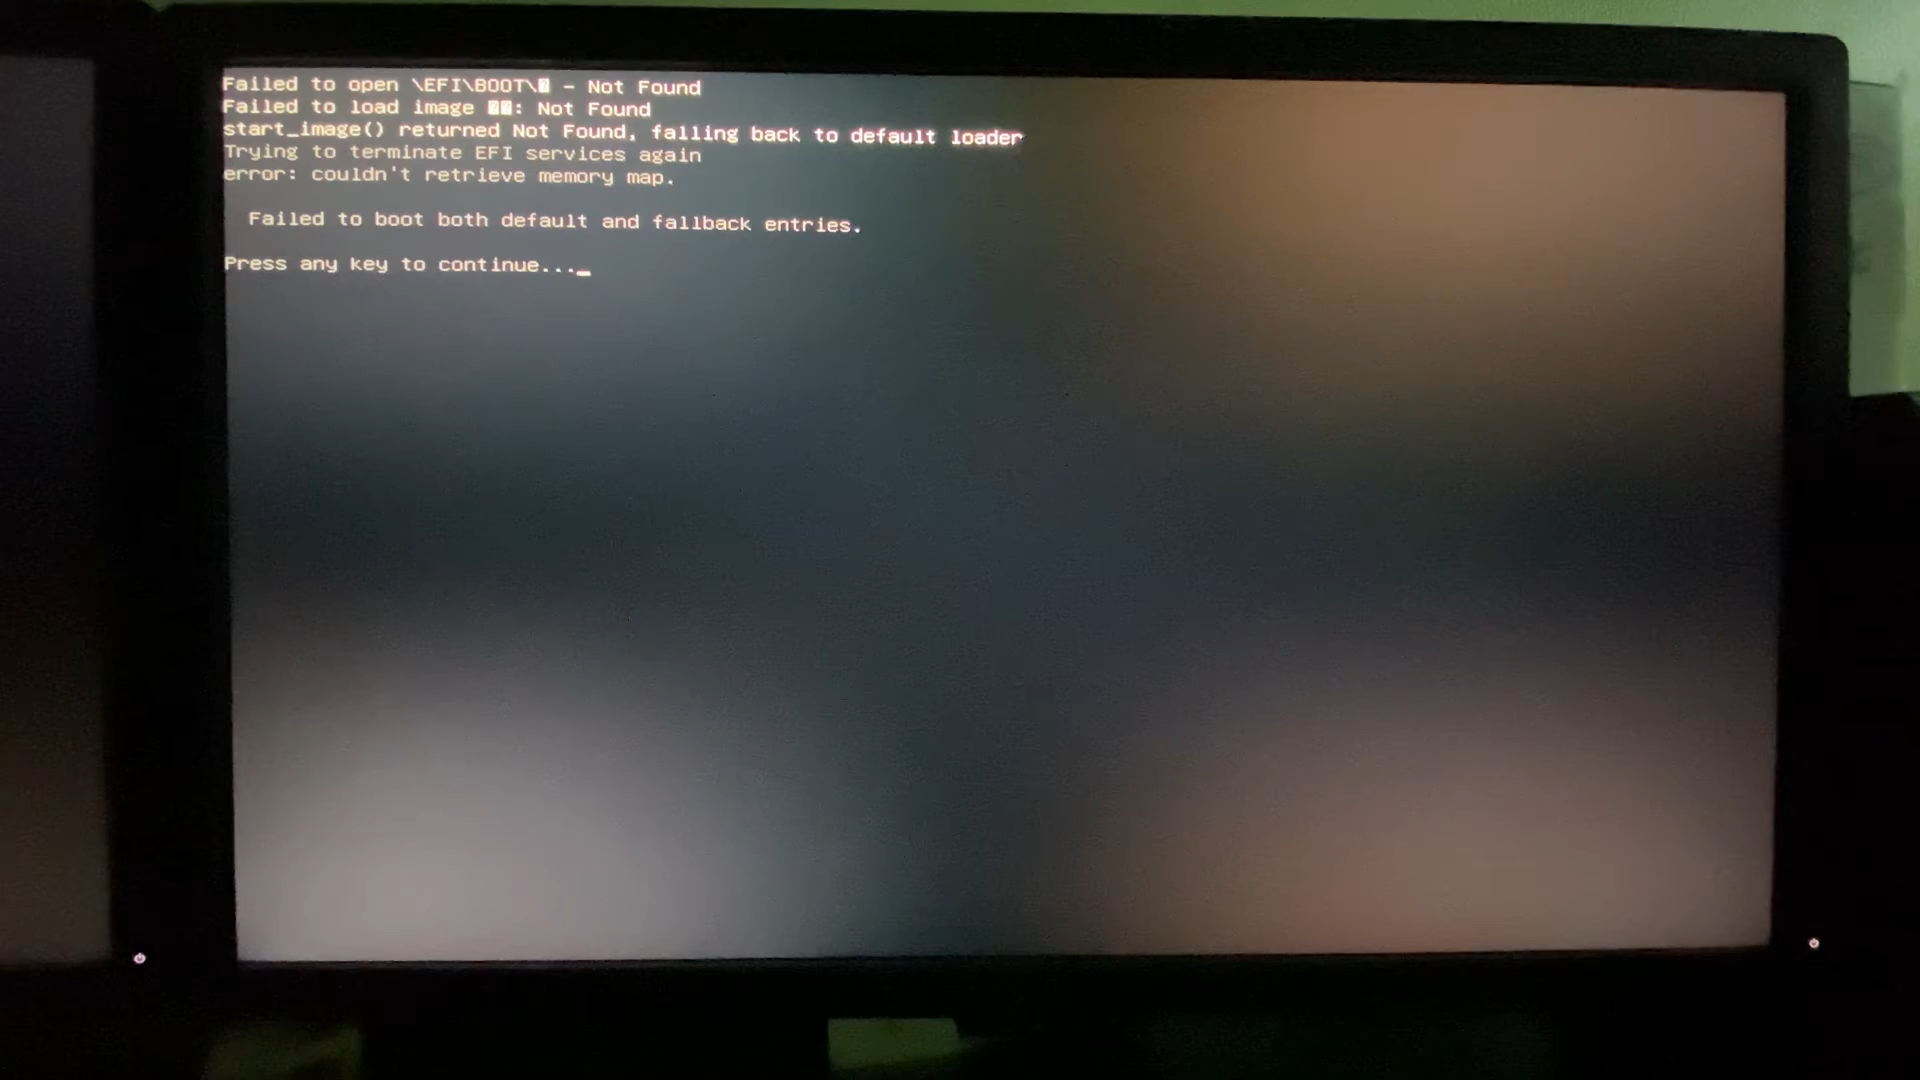 Failed to open \EFI\BOOT\� - Not Found
Failed to load image ��: Not Found
start_image() returned Not Found, falling back to default loader
Trying to terminate EFI services again
error: couldn't retrieve memory map.
Failed to boot both default and fallback entries.
Press any key to continue..._